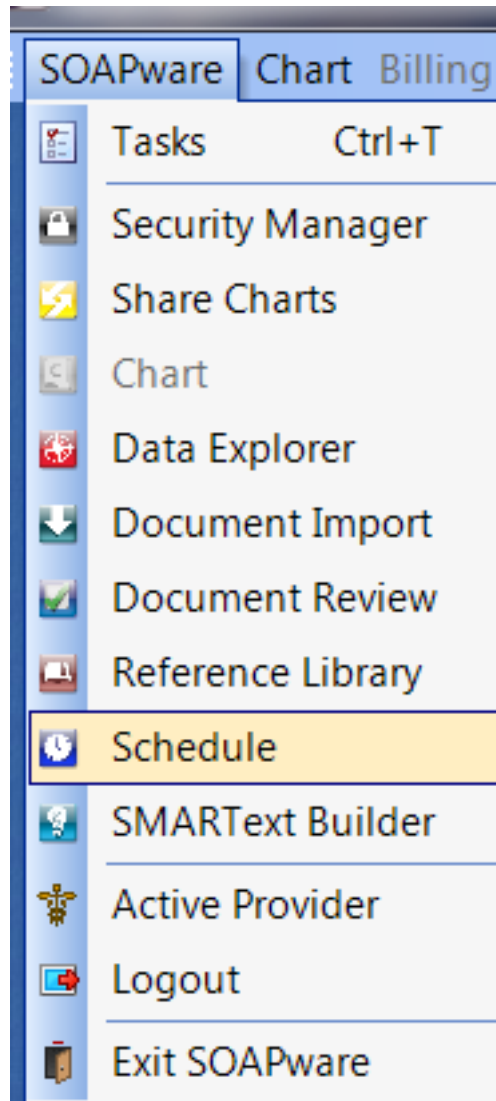 SOAPware Chart Billing
Tasks Ctrl+T
Security Manager
Share Charts
Chart
Data Explorer
Document Import
Document Review
Reference Library
Schedule
SMARText Builder
Active Provider
Logout
Exit SOAPware